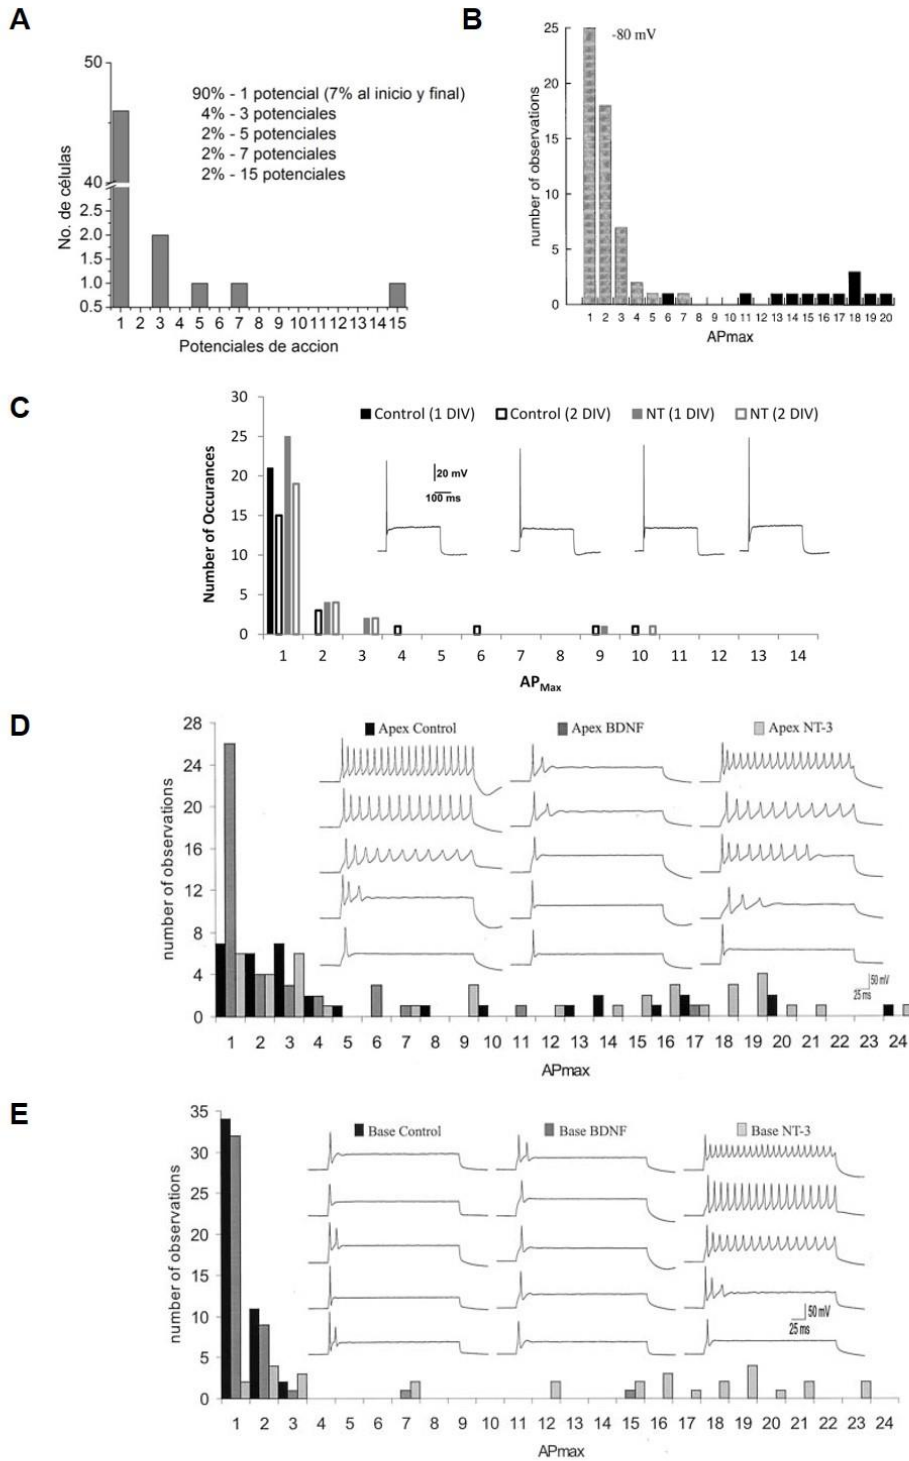 A
50
40
2.5
2.0
1.5
1.0
0.5
No. de células
90% - 1 potencial (7% al inicio y final)
4% - 3 potenciales
2% - 5 potenciales
2% - 7 potenciales
2% - 15 potenciales
1 2 3 4 5 7 8 9 10 11 12 13 14 15
Potenciales de accion
B
-80 mV
25
20
15
10
5
0
number of observations
1 2 3 4 5 6 7 8 9 10 11 13 14 15 16 17 18 19 20
APmax
C
30
25
20
15
10
5
0
Number of Occurances
Control (1 DIV) Control (2 DIV) NT (1 DIV) NT (2 DIV)
20 mV
100 ms
1 2 3 4 5 6 7 8 9 10 11 12 13 14
APMax
D
28
24
20
16
12
8
4
0
number of observations
Apex Control Apex BDNF Apex NT-3
50 mV
25 ms
1 2 3 4 5 6 7 8 9 10 11 12 13 14 15 16 17 18 19 20 21 22 23 24
APmax
E
35
30
25
20
15
10
5
0
number of observations
Base Control Base BDNF Base NT-3
50 mV
25 ms
1 2 3 4 5 6 7 8 9 10 11 12 13 14 15 16 17 18 19 20 21 22 23 24
APmax